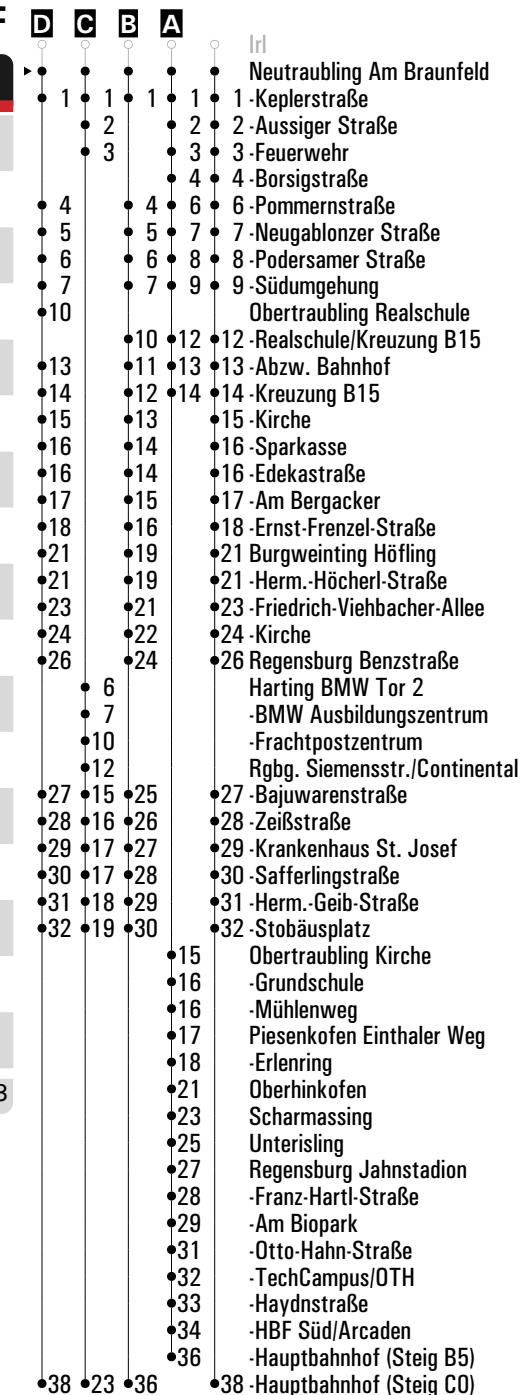 D C B A
Irl
Neutraubling Am Braunfeld
1 1 1 1 1 -Keplerstraße
2 2 2 -Aussiger Straße
3 3 3 -Feuerwehr
4 4 -Borsigstraße
4 4 6 6 -Pommernstraße
5 5 7 7 -Neugablonzer Straße
6 6 8 8 -Podersamer Straße
7 7 9 9 -Südumgehung
10 Obertraubling Realschule
10 12 12 -Realschule/Kreuzung B15
13 11 13 13 -Abzw. Bahnhof
14 12 14 14 -Kreuzung B15
15 13 15 -Kirche
16 14 16 -Sparkasse
16 14 16 -Edekastraße
17 15 17 -Am Bergacker
18 16 18 -Ernst-Frenzel-Straße
21 19 21 Burgweinting Höfling
21 19 21 -Herm.-Höcherl-Straße
23 21 23 -Friedrich-Viehbacher-Allee
24 22 24 -Kirche
26 24 26 Regensburg Benzstraße
6 Harting BMW Tor 2
7 -BMW Ausbildungszentrum
10 -Frachtpostzentrum
12 Rgbg. Siemensstr./Continental
27 15 25 27 -Bajuwarenstraße
28 16 26 28 -Zeißstraße
29 17 27 29 -Krankenhaus St. Josef
30 17 28 30 -Safferlingstraße
31 18 29 31 -Herm.-Geib-Straße
32 19 30 32 -Stobäusplatz
15 Obertraubling Kirche
16 -Grundschule
16 -Mühlenweg
17 Piesenkofen Einthaler Weg
18 -Erlenring
21 Oberhinkofen
23 Scharmassing
25 Unterisling
27 Regensburg Jahnstadion
28 -Franz-Hartl-Straße
29 -Am Biopark
31 -Otto-Hahn-Straße
32 -TechCampus/OTH
33 -Haydnstraße
34 -HBF Süd/Arcaden
36 -Hauptbahnhof (Steig B5)
38 23 36 38 -Hauptbahnhof (Steig C0)